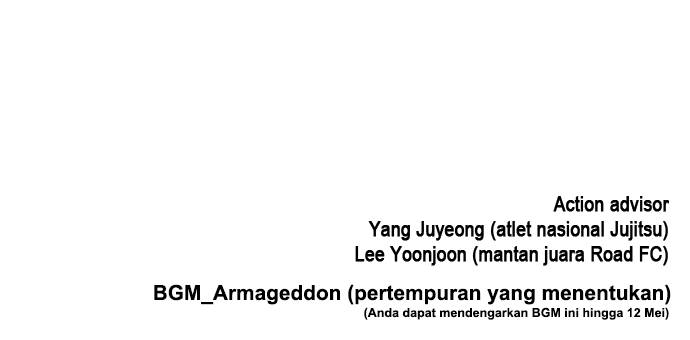 Action advisor
Yang Juyeong (atlet nasional Jujitsu)
Lee Yoonjoon (mantan juara Road FC)
BGM_Armageddon (pertempuran yang menentukan)
(Anda dapat mendengarkan BGM ini hingga 12 Mei)